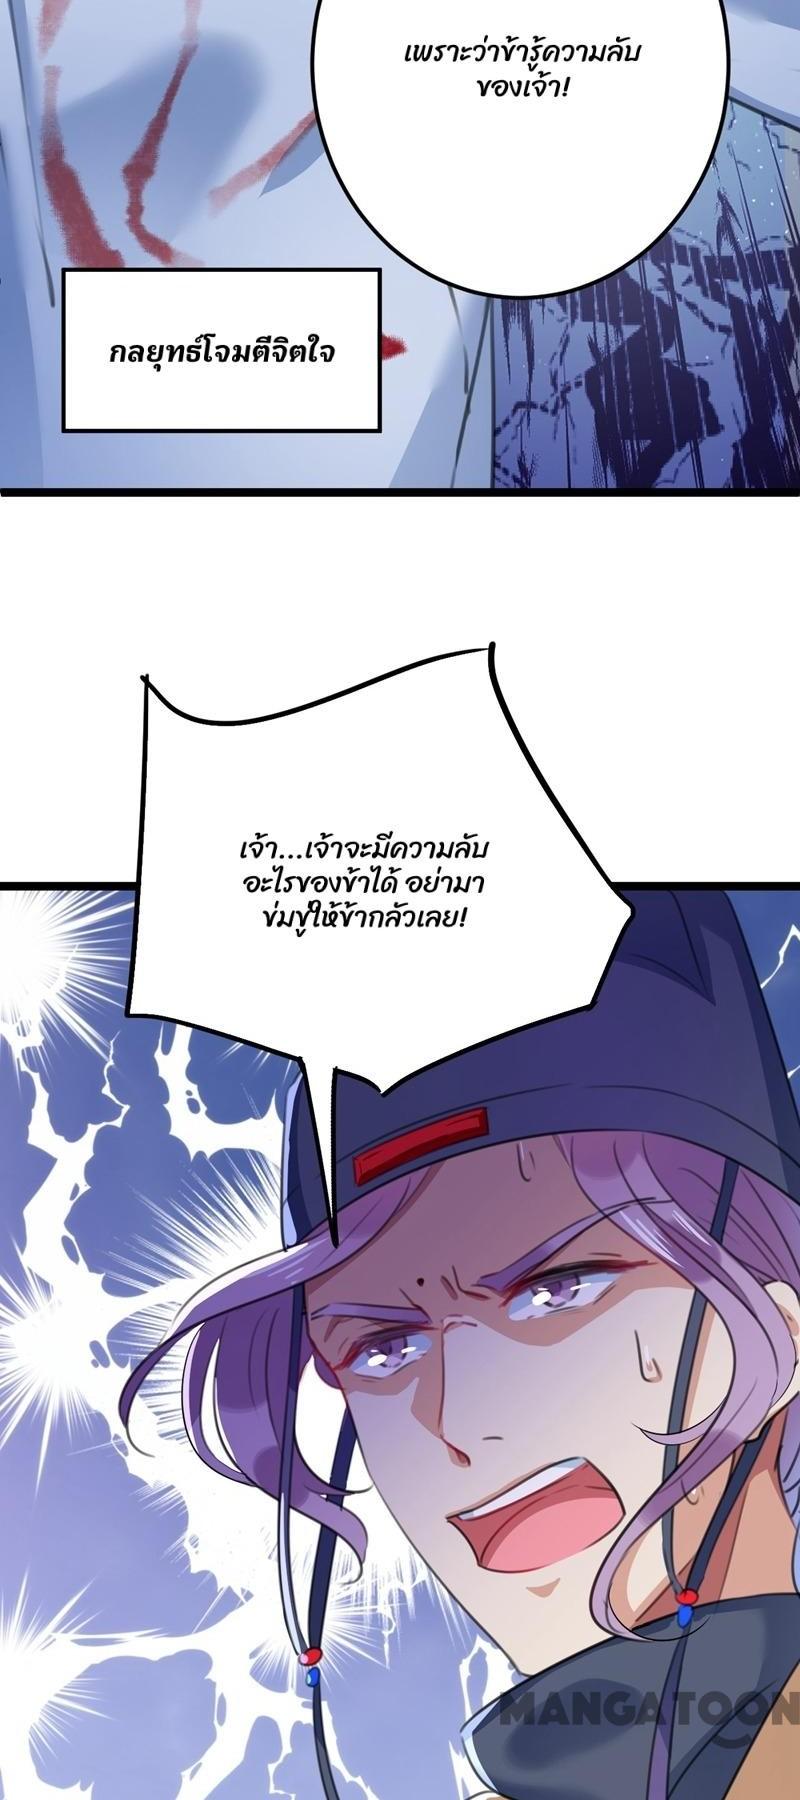 เพราะว่าข้ารู้ความลับ
ของเจ้า!
กลยุทธ์โจมตีจิตใจ
เจ้า...เจ้าจะมีความลับ
อะไรของข้าได้ อย่ามา
ข่มขู่ให้ข้ากลัวเลย!
MANGATOON